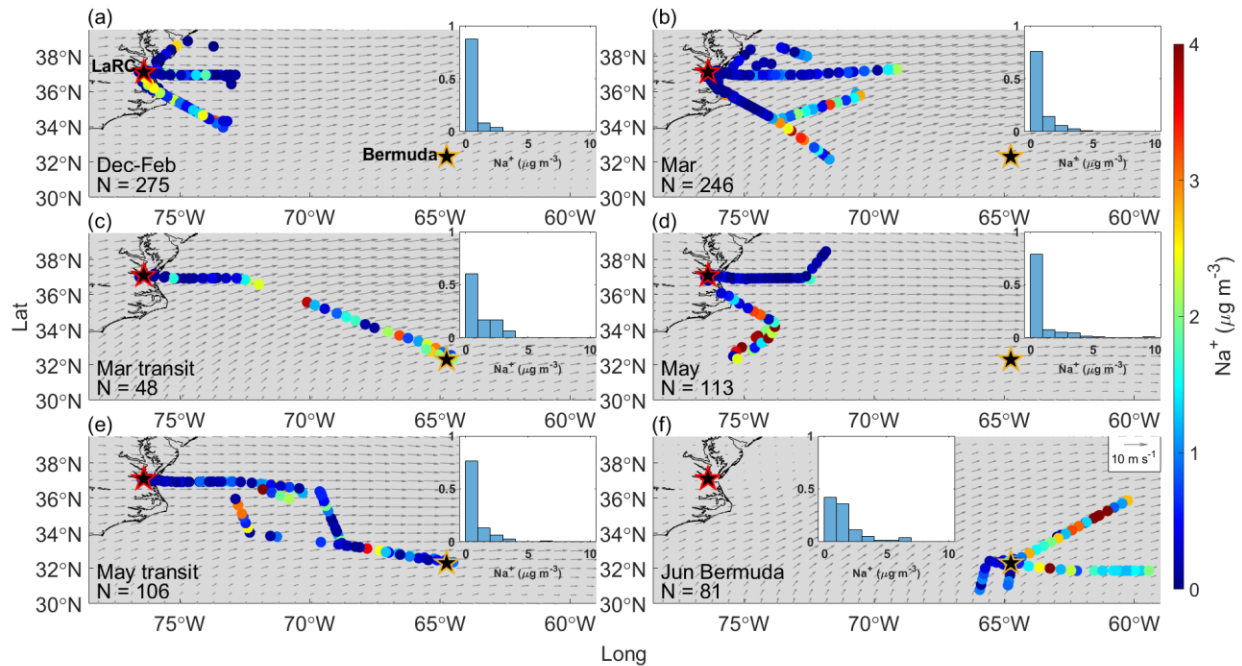 (a)
1
0.5
0
0 5 10
Na⁺ (μg m⁻³)
38°N
36°N
34°N
32°N
30°N
LaRC
Bermuda
Dec-Feb
N = 275
75°W 70°W 65°W 60°W
(b)
1
0.5
0
0 5 10
Na⁺ (μg m⁻³)
38°N
36°N
34°N
32°N
30°N
Mar
N = 246
75°W 70°W 65°W 60°W
(c)
1
0.5
0
0 5 10
Na⁺ (μg m⁻³)
38°N
36°N
34°N
32°N
30°N
Mar transit
N = 48
75°W 70°W 65°W 60°W
(d)
1
0.5
0
0 5 10
Na⁺ (μg m⁻³)
38°N
36°N
34°N
32°N
30°N
May
N = 113
75°W 70°W 65°W 60°W
(e)
1
0.5
0
0 5 10
Na⁺ (μg m⁻³)
38°N
36°N
34°N
32°N
30°N
May transit
N = 106
75°W 70°W 65°W 60°W
(f)
1
0.5
0
0 5 10
Na⁺ (μg m⁻³)
10 m s⁻¹
38°N
36°N
34°N
32°N
30°N
Jun Bermuda
N = 81
75°W 70°W 65°W 60°W
Lat
Long
4
3
2
1
0
Na⁺ (μg m⁻³)